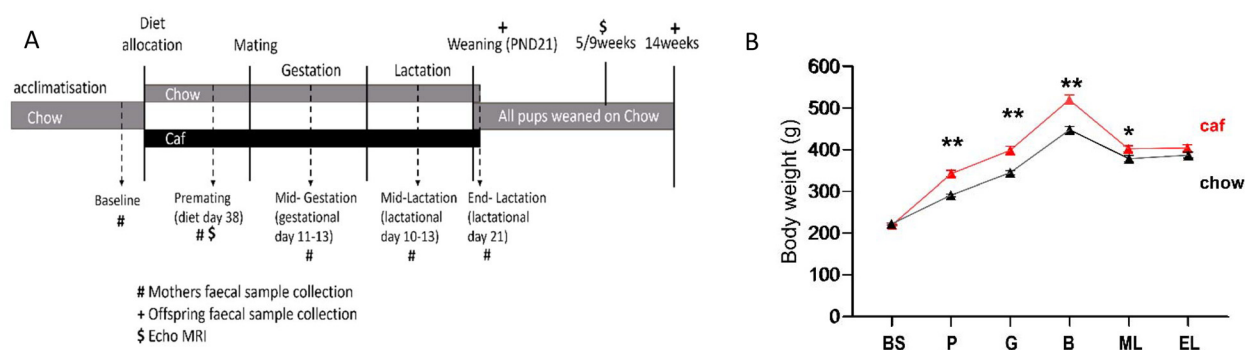 A
Diet
allocation
Mating
Weaning (PND21)
+
$
5/9weeks
+
14weeks
acclimatisation
Gestation
Lactation
Chow
Chow
All pups weaned on Chow
Caf
Baseline
#
Premating
(diet day 38)
# $
Mid- Gestation
(gestational
day 11-13)
#
Mid-Lactation
(lactational
day 10-13)
#
End- Lactation
(lactational
day 21)
#
# Mothers faecal sample collection
+ Offspring faecal sample collection
$ Echo MRI
B
Body weight (g)
600
500
400
300
200
100
0
**
**
**
*
caf
chow
BS P G B ML EL